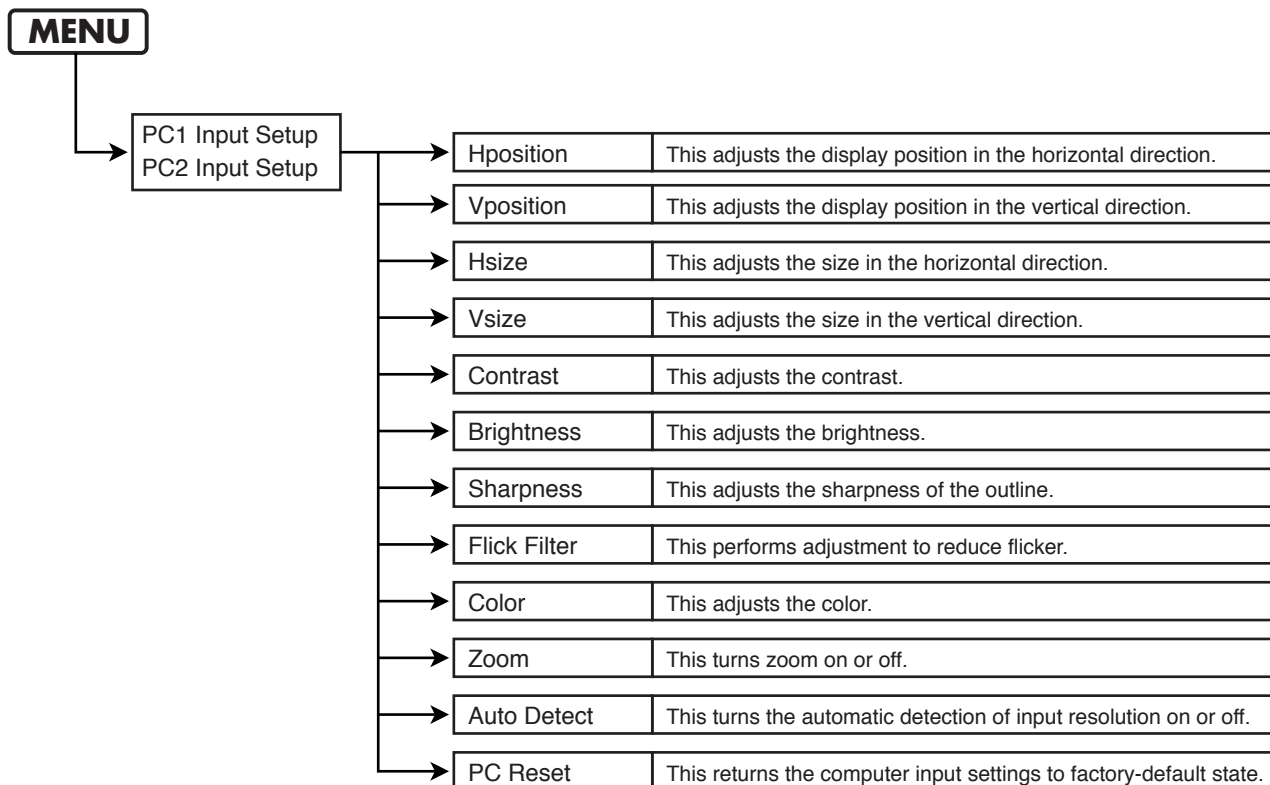 MENU
PC1 Input Setup
PC2 Input Setup
Hposition This adjusts the display position in the horizontal direction.
Vposition This adjusts the display position in the vertical direction.
Hsize This adjusts the size in the horizontal direction.
Vsize This adjusts the size in the vertical direction.
Contrast This adjusts the contrast.
Brightness This adjusts the brightness.
Sharpness This adjusts the sharpness of the outline.
Flick Filter This performs adjustment to reduce flicker.
Color This adjusts the color.
Zoom This turns zoom on or off.
Auto Detect This turns the automatic detection of input resolution on or off.
PC Reset This returns the computer input settings to factory-default state.